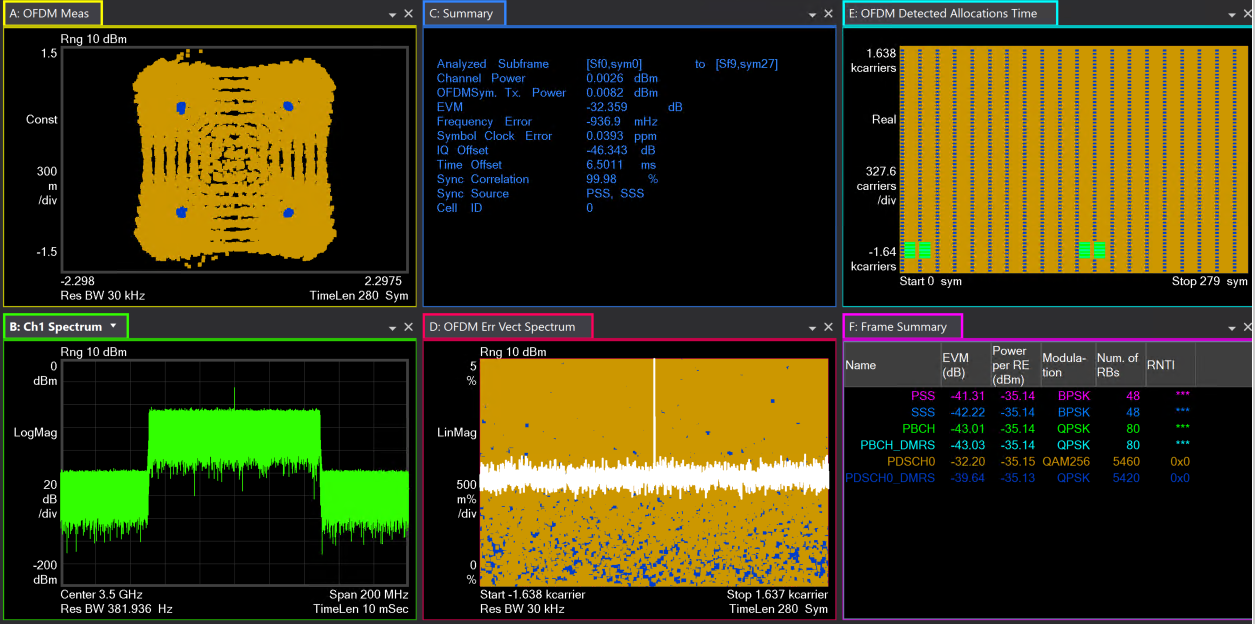 A: OFDM Meas
Rng 10 dBm
1.5
Const
300
m
/div
-1.5
-2.298 2.2975
Res BW 30 kHz TimeLen 280 Sym
C: Summary
Analyzed Subframe [Sf0,sym0] to [Sf9,sym27]
Channel Power 0.0026 dBm
OFDMSym. Tx. Power 0.0082 dBm
EVM -32.359 dB
Frequency Error -936.9 mHz
Symbol Clock Error 0.0393 ppm
IQ Offset -46.343 dB
Time Offset 6.5011 ms
Sync Correlation 99.98 %
Sync Source PSS, SSS
Cell ID 0
E: OFDM Detected Allocations Time
1.638
kcarriers
Real
327.6
carriers
/div
-1.64
kcarriers
Start 0 sym Stop 279 sym
B: Ch1 Spectrum
Rng 10 dBm
0
dBm
LogMag
20
dB
/div
-200
dBm
Center 3.5 GHz Span 200 MHz
Res BW 381.936 Hz TimeLen 10 mSec
D: OFDM Err Vect Spectrum
Rng 10 dBm
5
%
LinMag
500
m%
/div
0
%
Start -1.638 kcarrier Stop 1.637 kcarrier
Res BW 30 kHz TimeLen 280 Sym
F: Frame Summary
Name EVM (dB) Power per RE (dBm) Modula-tion Num. of RBs RNTI
PSS -41.31 -35.14 BPSK 48 ***
SSS -42.22 -35.14 BPSK 48 ***
PBCH -43.01 -35.14 QPSK 80 ***
PBCH_DMRS -43.03 -35.14 QPSK 80 ***
PDSCH0 -32.20 -35.15 QAM256 5460 0x0
PDSCH0_DMRS -39.64 -35.13 QPSK 5420 0x0